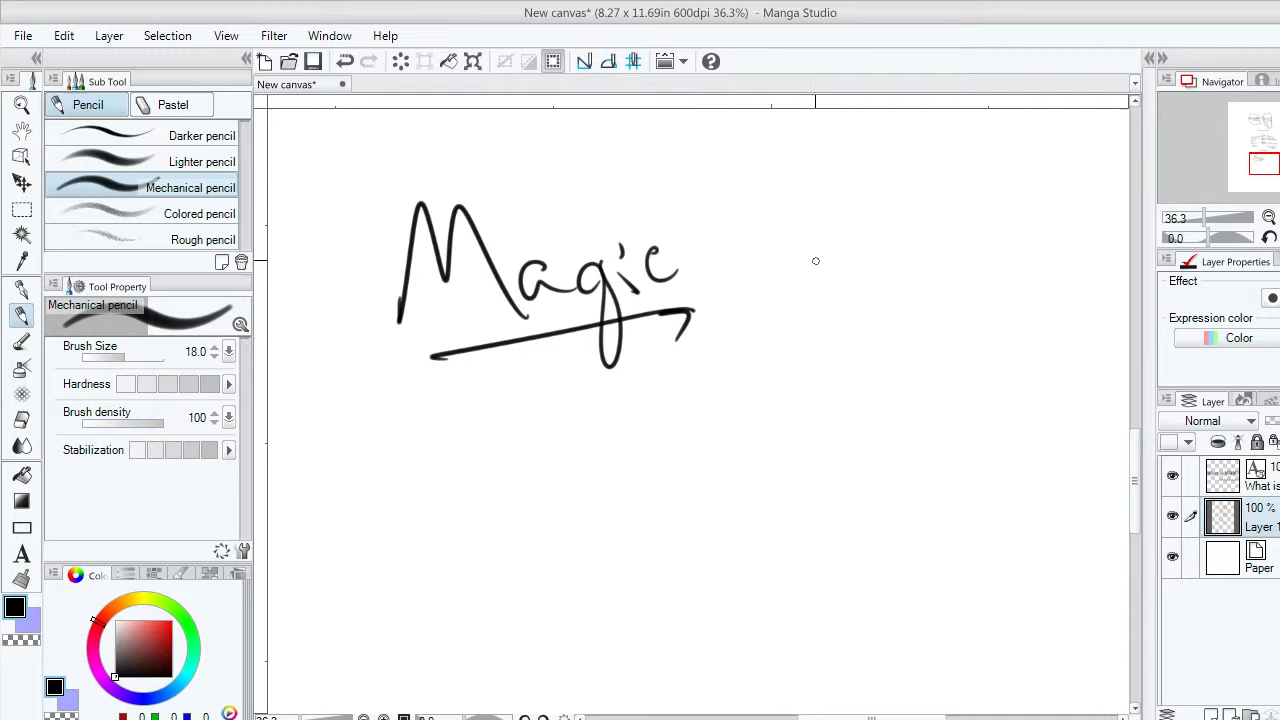 New canvas* (8.27 x 11.69in 600dpi 36.3%) - Manga Studio
File Edit Layer Selection View Filter Window Help
Sub Tool
New canvas*
Navigator
Pencil Pastel
Darker pencil
Lighter pencil
Mechanical pencil
Colored pencil
Rough pencil
Tool Property
Mechanical pencil
Brush Size 18.0
Hardness
Brush density 100
Stabilization
Magic
36.3
0.0
Layer Properties
Effect
Expression color
Color
Layer
Normal
10
What is
100 %
Layer 1
Paper
A